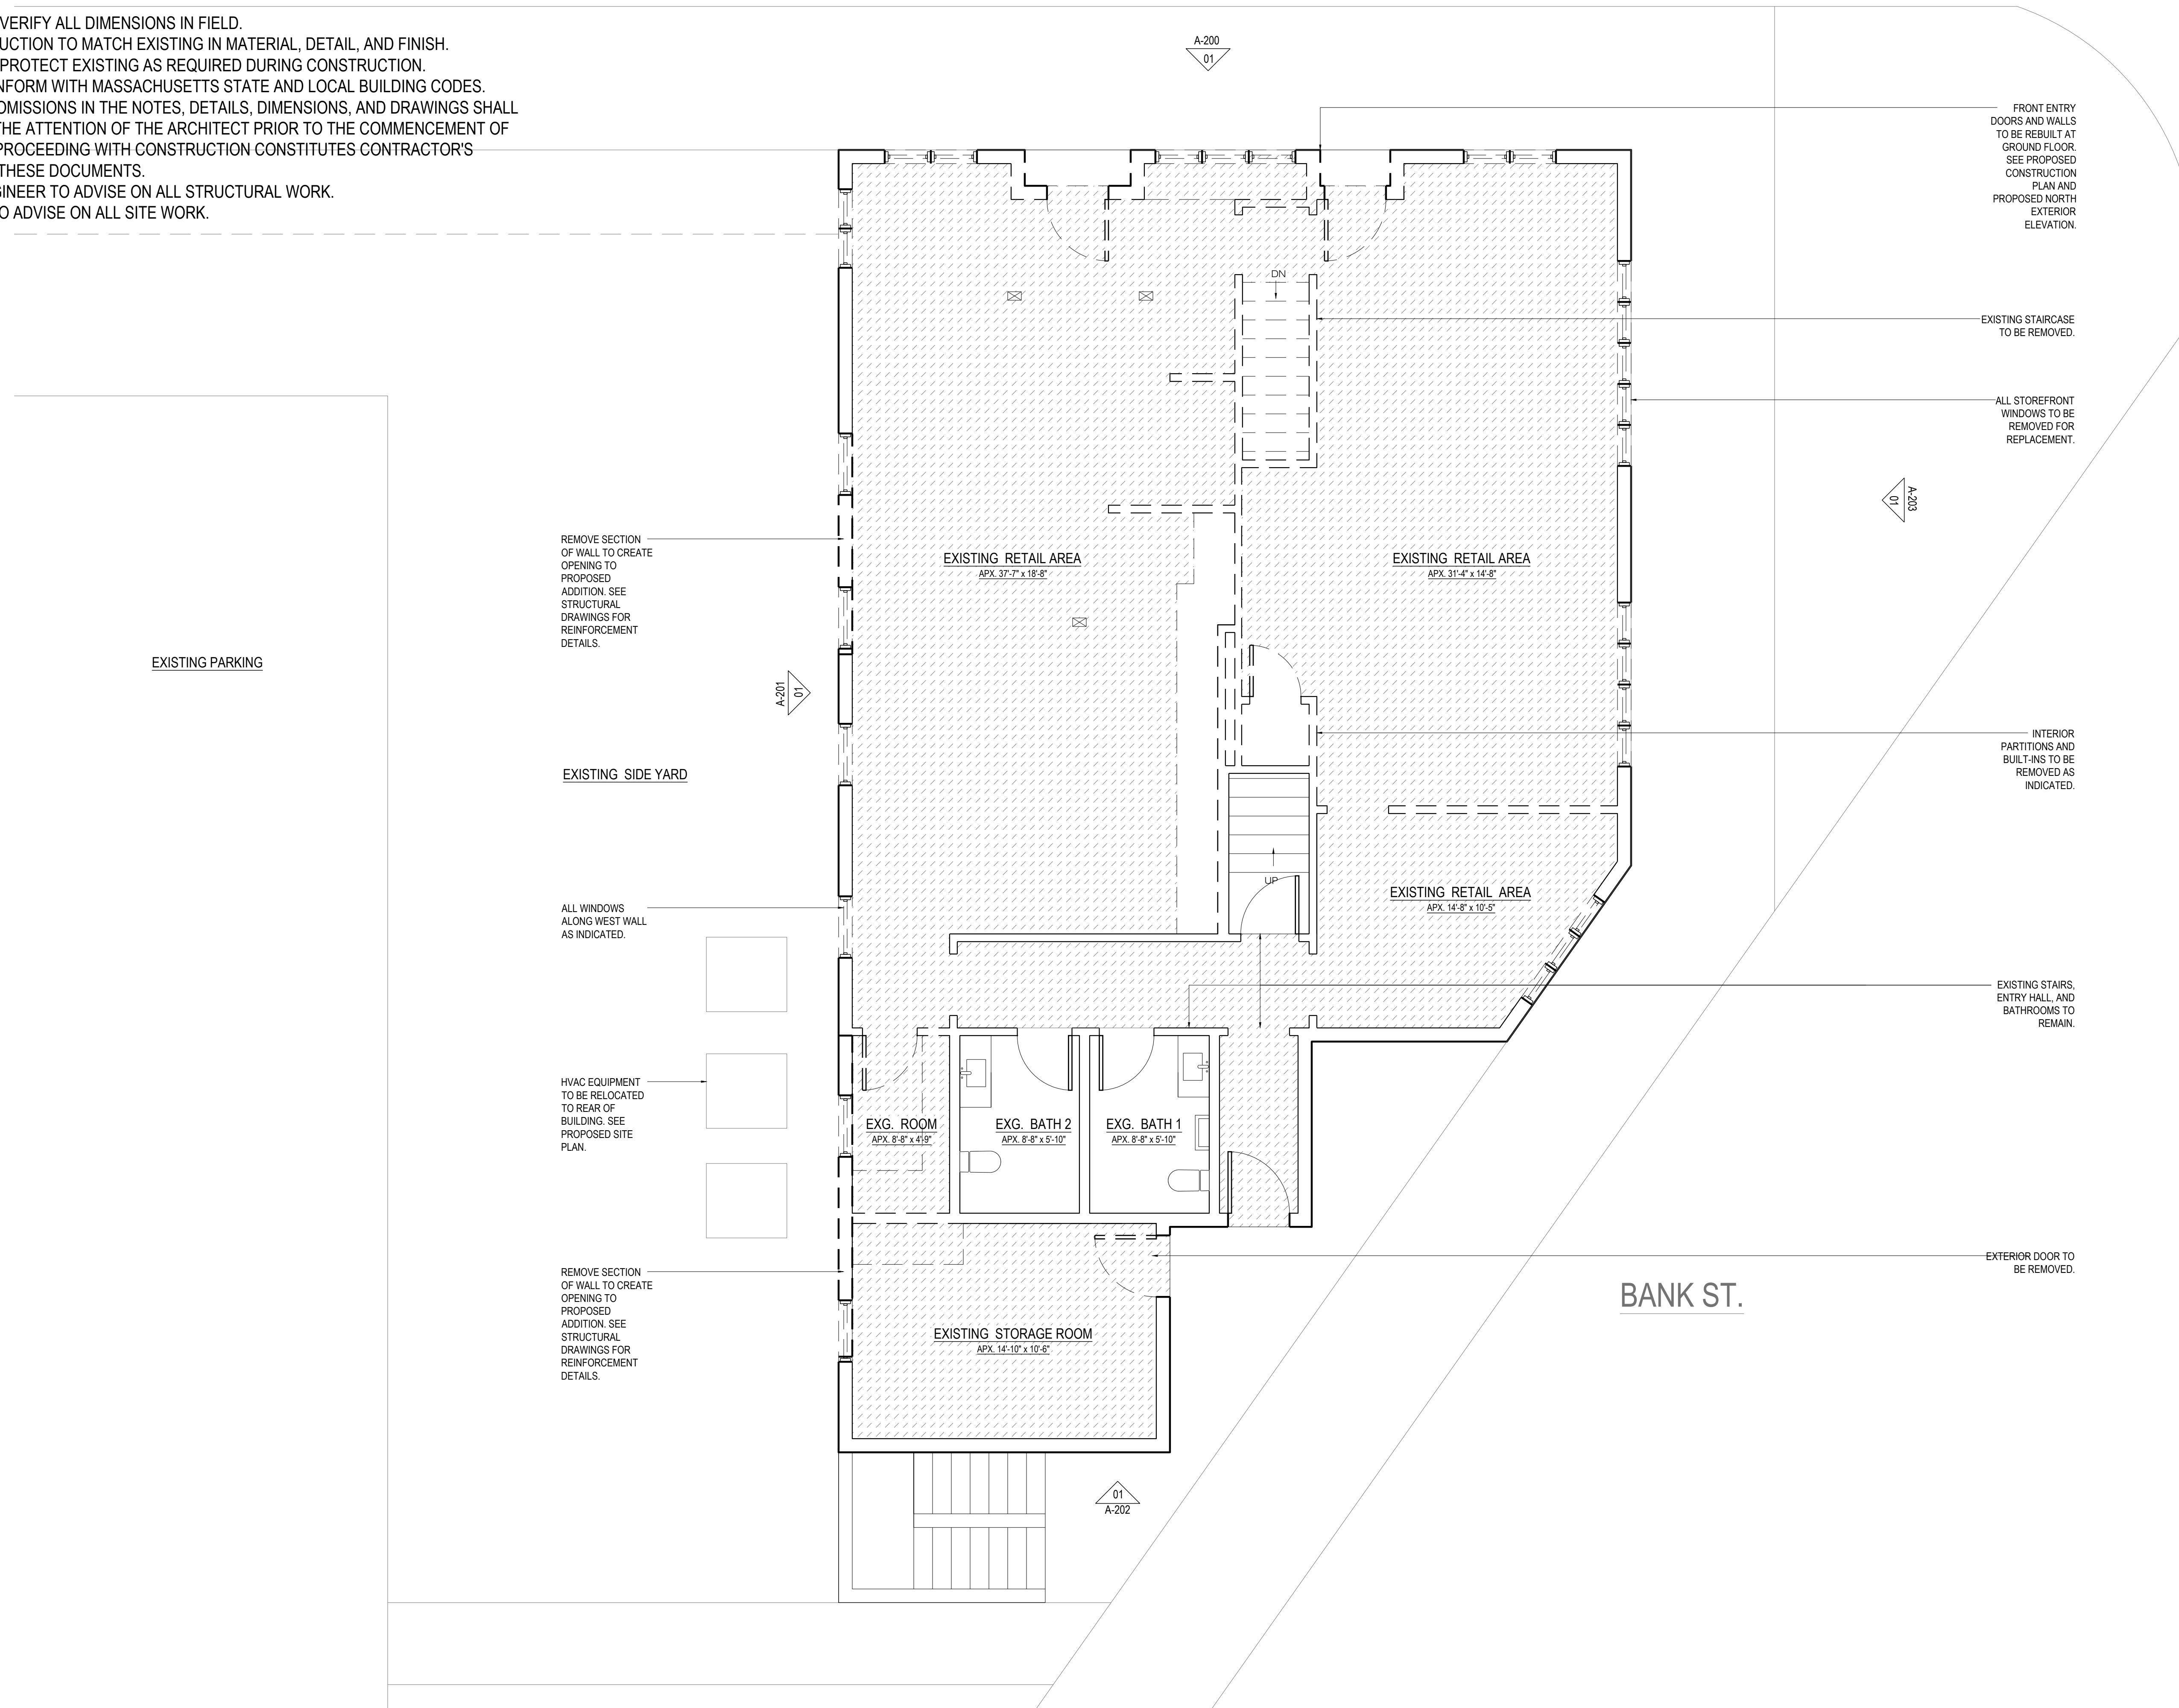 VERIFY ALL DIMENSIONS IN FIELD.
UCTION TO MATCH EXISTING IN MATERIAL, DETAIL, AND FINISH.
PROTECT EXISTING AS REQUIRED DURING CONSTRUCTION.
NFORM WITH MASSACHUSETTS STATE AND LOCAL BUILDING CODES.
OMISSIONS IN THE NOTES, DETAILS, DIMENSIONS, AND DRAWINGS SHALL
THE ATTENTION OF THE ARCHITECT PRIOR TO THE COMMENCEMENT OF
PROCEEDING WITH CONSTRUCTION CONSTITUTES CONTRACTOR'S
THESE DOCUMENTS.
GINEER TO ADVISE ON ALL STRUCTURAL WORK.
O ADVISE ON ALL SITE WORK.
A-200
01
FRONT ENTRY
DOORS AND WALLS
TO BE REBUILT AT
GROUND FLOOR.
SEE PROPOSED
CONSTRUCTION
PLAN AND
PROPOSED NORTH
EXTERIOR
ELEVATION.
DN
EXISTING STAIRCASE
TO BE REMOVED.
ALL STOREFRONT
WINDOWS TO BE
REMOVED FOR
REPLACEMENT.
A-203
01
REMOVE SECTION
OF WALL TO CREATE
OPENING TO
PROPOSED
ADDITION. SEE
STRUCTURAL
DRAWINGS FOR
REINFORCEMENT
DETAILS.
EXISTING RETAIL AREA
APX. 37'-7" x 18'-8"
EXISTING RETAIL AREA
APX. 31'-4" x 14'-8"
EXISTING PARKING
A-201
01
INTERIOR
PARTITIONS AND
BUILT-INS TO BE
REMOVED AS
INDICATED.
EXISTING SIDE YARD
UP
EXISTING RETAIL AREA
APX. 14'-8" x 10'-5"
ALL WINDOWS
ALONG WEST WALL
AS INDICATED.
EXISTING STAIRS,
ENTRY HALL, AND
BATHROOMS TO
REMAIN.
HVAC EQUIPMENT
TO BE RELOCATED
TO REAR OF
BUILDING. SEE
PROPOSED SITE
PLAN.
EXG. ROOM
APX. 8'-8" x 4'-9"
EXG. BATH 2
APX. 8'-8" x 5'-10"
EXG. BATH 1
APX. 8'-8" x 5'-10"
EXTERIOR DOOR TO
BE REMOVED.
REMOVE SECTION
OF WALL TO CREATE
OPENING TO
PROPOSED
ADDITION. SEE
STRUCTURAL
DRAWINGS FOR
REINFORCEMENT
DETAILS.
BANK ST.
EXISTING STORAGE ROOM
APX. 14'-10" x 10'-6"
01
A-202